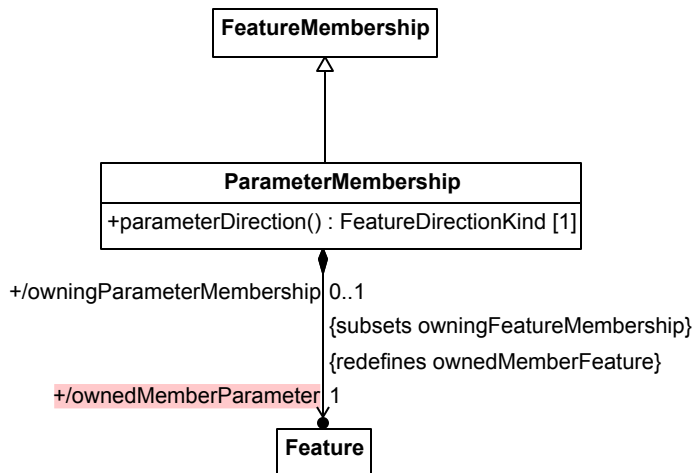 FeatureMembership
ParameterMembership
+parameterDirection() : FeatureDirectionKind [1]
+/owningParameterMembership 0..1
{subsets owningFeatureMembership}
{redefines ownedMemberFeature}
+/ownedMemberParameter 1
Feature